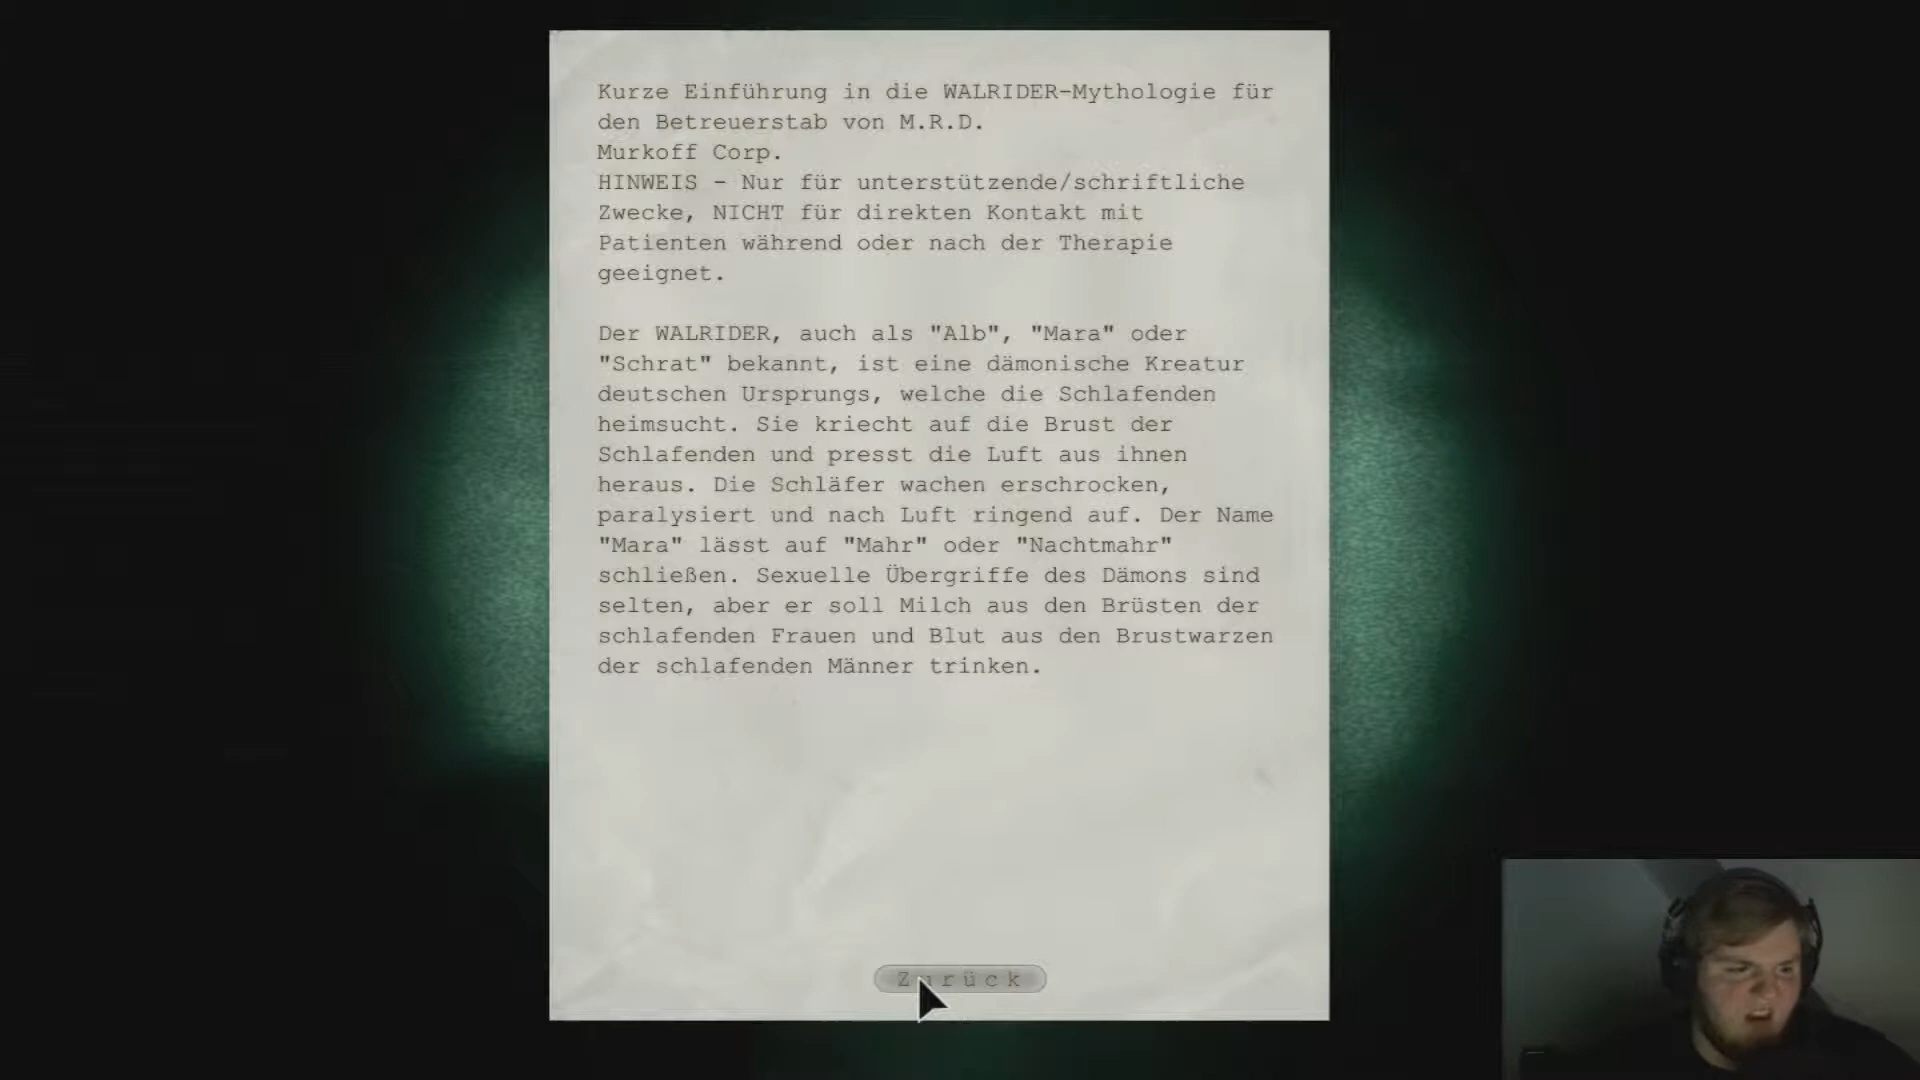 Kurze Einführung in die WALRIDER-Mythologie für
den Betreuerstab von M.R.D.
Murkoff Corp.
HINWEIS - Nur für unterstützende/schriftliche
Zwecke, NICHT für direkten Kontakt mit
Patienten während oder nach der Therapie
geeignet.
Der WALRIDER, auch als "Alb", "Mara" oder
"Schrat" bekannt, ist eine dämonische Kreatur
deutschen Ursprungs, welche die Schlafenden
heimsucht. Sie kriecht auf die Brust der
Schlafenden und presst die Luft aus ihnen
heraus. Die Schläfer wachen erschrocken,
paralysiert und nach Luft ringend auf. Der Name
"Mara" lässt auf "Mahr" oder "Nachtmahr"
schließen. Sexuelle Übergriffe des Dämons sind
selten, aber er soll Milch aus den Brüsten der
schlafenden Frauen und Blut aus den Brustwarzen
der schlafenden Männer trinken.
Zurück